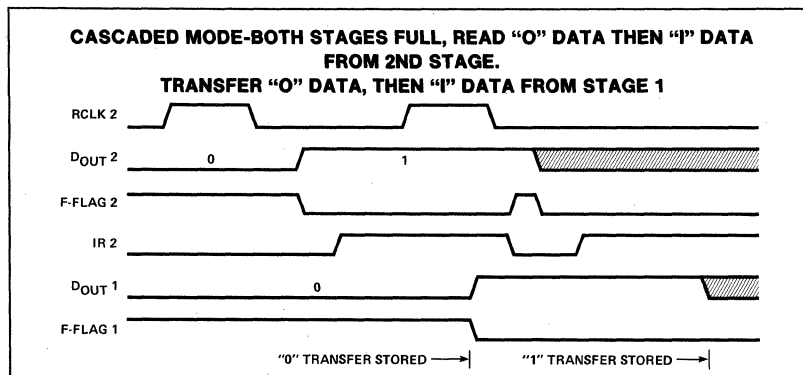 CASCADED MODE-BOTH STAGES FULL, READ “O” DATA THEN “I” DATA
FROM 2ND STAGE.
TRANSFER “O” DATA, THEN “I” DATA FROM STAGE 1
RCLK 2
DOUT 2
0
1
F-FLAG 2
IR 2
DOUT 1
0
F-FLAG 1
“0” TRANSFER STORED
“1” TRANSFER STORED